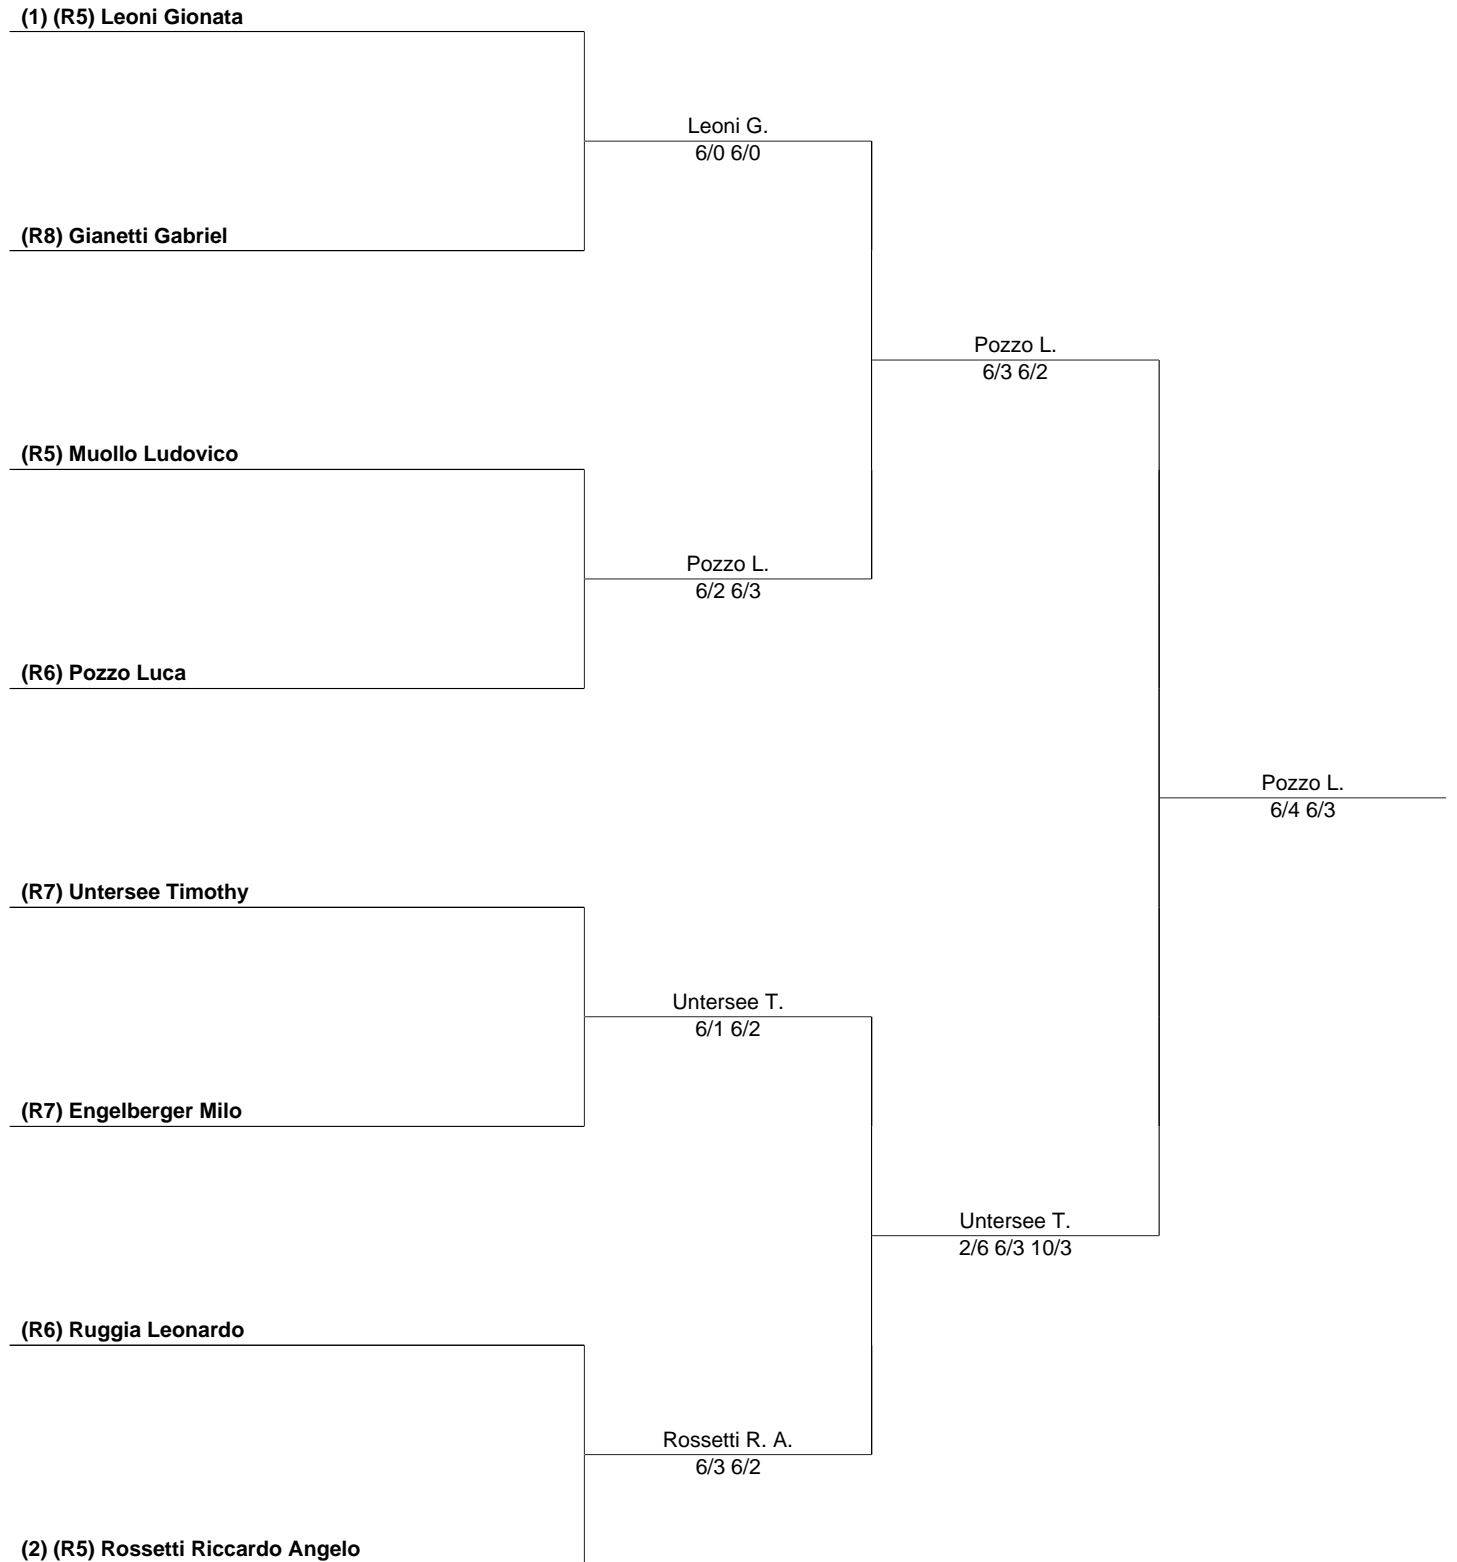 (1) (R5) Leoni Gionata
Leoni G.
6/0 6/0
(R8) Gianetti Gabriel
Pozzo L.
6/3 6/2
(R5) Muollo Ludovico
Pozzo L.
6/2 6/3
(R6) Pozzo Luca
Pozzo L.
6/4 6/3
(R7) Untersee Timothy
Untersee T.
6/1 6/2
(R7) Engelberger Milo
Untersee T.
2/6 6/3 10/3
(R6) Ruggia Leonardo
Rossetti R. A.
6/3 6/2
(2) (R5) Rossetti Riccardo Angelo